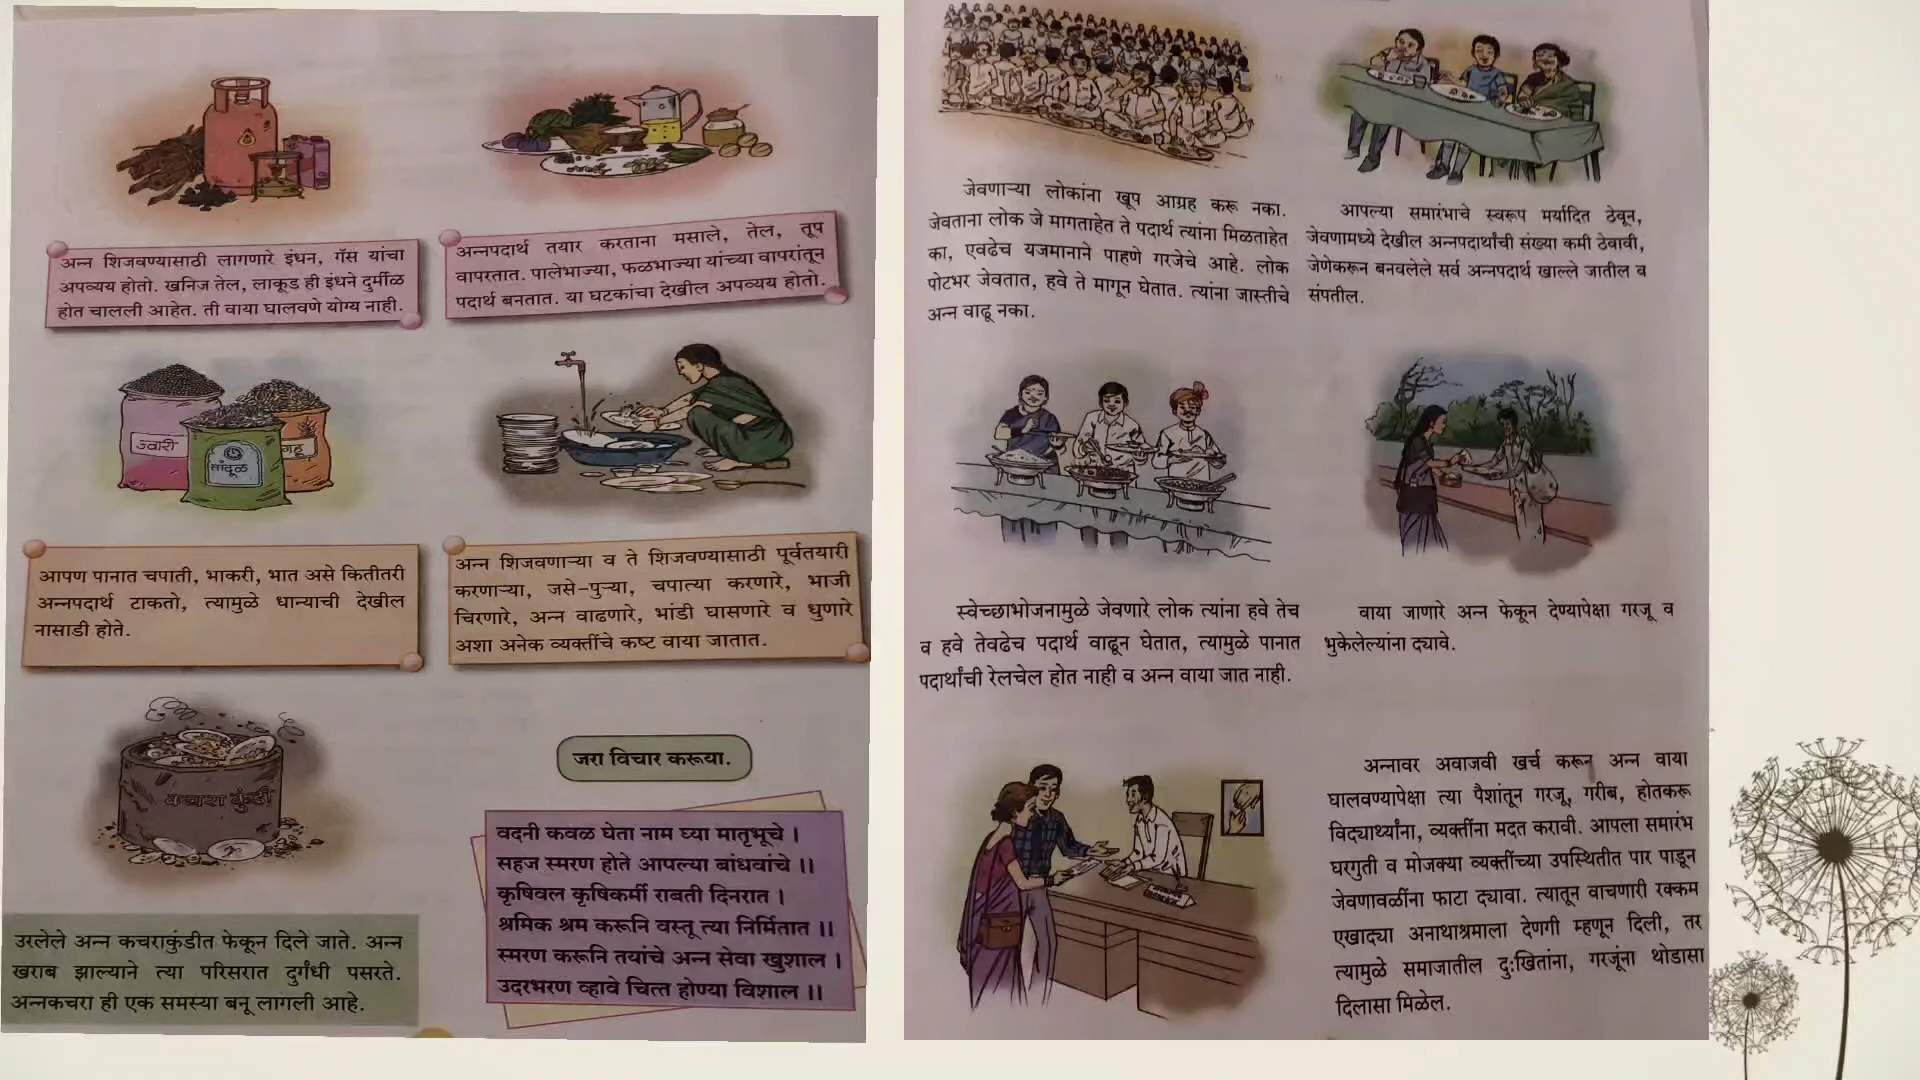 अन्न शिजवण्यासाठी लागणारे इंधन, गॅस यांचा
अपव्यय होतो. खनिज तेल, लाकूड ही इंधने दुर्मीळ
होत चालली आहेत. ती वाया घालवणे योग्य नाही.
अन्नपदार्थ तयार करताना मसाले, तेल, तूप
वापरतात. पालेभाज्या, फळभाज्या यांच्या वापरातून
पदार्थ बनतात. या घटकांचा देखील अपव्यय होतो.
ज्वारी
तांदूळ
गहू
आपण पानात चपाती, भाकरी, भात असे कितीतरी
अन्नपदार्थ टाकतो, त्यामुळे धान्याची देखील
नासाडी होते.
अन्न शिजवणाऱ्या व ते शिजवण्यासाठी पूर्वतयारी
करणाऱ्या, जसे-पुऱ्या, चपात्या करणारे, भाजी
चिरणारे, अन्न वाढणारे, भांडी घासणारे व धुणारे
अशा अनेक व्यक्तींचे कष्ट वाया जातात.
कचरा कुंडी
उरलेले अन्न कचराकुंडीत फेकून दिले जाते. अन्न
खराब झाल्याने त्या परिसरात दुर्गंधी पसरते.
अन्नकचरा ही एक समस्या बनू लागली आहे.
जरा विचार करूया.
वदनी कवळ घेता नाम घ्या मातृभूचे ।
सहज स्मरण होते आपल्या बांधवांचे ।।
कृषिवल कृषिकर्मी राबती दिनरात ।
श्रमिक श्रम करूनि वस्तू त्या निर्मितात ।।
स्मरण करूनि तयांचे अन्न सेवा खुशाल ।
उदरभरण व्हावे चित्त होण्या विशाल ।।
जेवणाऱ्या लोकांना खूप आग्रह करू नका.
जेवताना लोक जे मागताहेत ते पदार्थ त्यांना मिळताहेत
का, एवढेच यजमानाने पाहणे गरजेचे आहे. लोक
पोटभर जेवतात, हवे ते मागून घेतात. त्यांना जास्तीचे
अन्न वाढू नका.
आपल्या समारंभाचे स्वरूप मर्यादित ठेवून,
जेवणामध्ये देखील अन्नपदार्थांची संख्या कमी ठेवावी,
जेणेकरून बनवलेले सर्व अन्नपदार्थ खाल्ले जातील व
संपतील.
स्वेच्छाभोजनामुळे जेवणारे लोक त्यांना हवे तेच
व हवे तेवढेच पदार्थ वाढून घेतात, त्यामुळे पानात
पदार्थांची रेलचेल होत नाही व अन्न वाया जात नाही.
वाया जाणारे अन्न फेकून देण्यापेक्षा गरजू व
भुकेलेल्यांना द्यावे.
अन्नावर अवाजवी खर्च करून अन्न वाया
घालवण्यापेक्षा त्या पैशांतून गरजू, गरीब, होतकरू
विद्यार्थ्यांना, व्यक्तींना मदत करावी. आपला समारंभ
घरगुती व मोजक्या व्यक्तींच्या उपस्थितीत पार पाडून
जेवणावळींना फाटा द्यावा. त्यातून वाचणारी रक्कम
एखाद्या अनाथाश्रमाला देणगी म्हणून दिली, तर
त्यामुळे समाजातील दुःखितांना, गरजूंना थोडासा
दिलासा मिळेल.